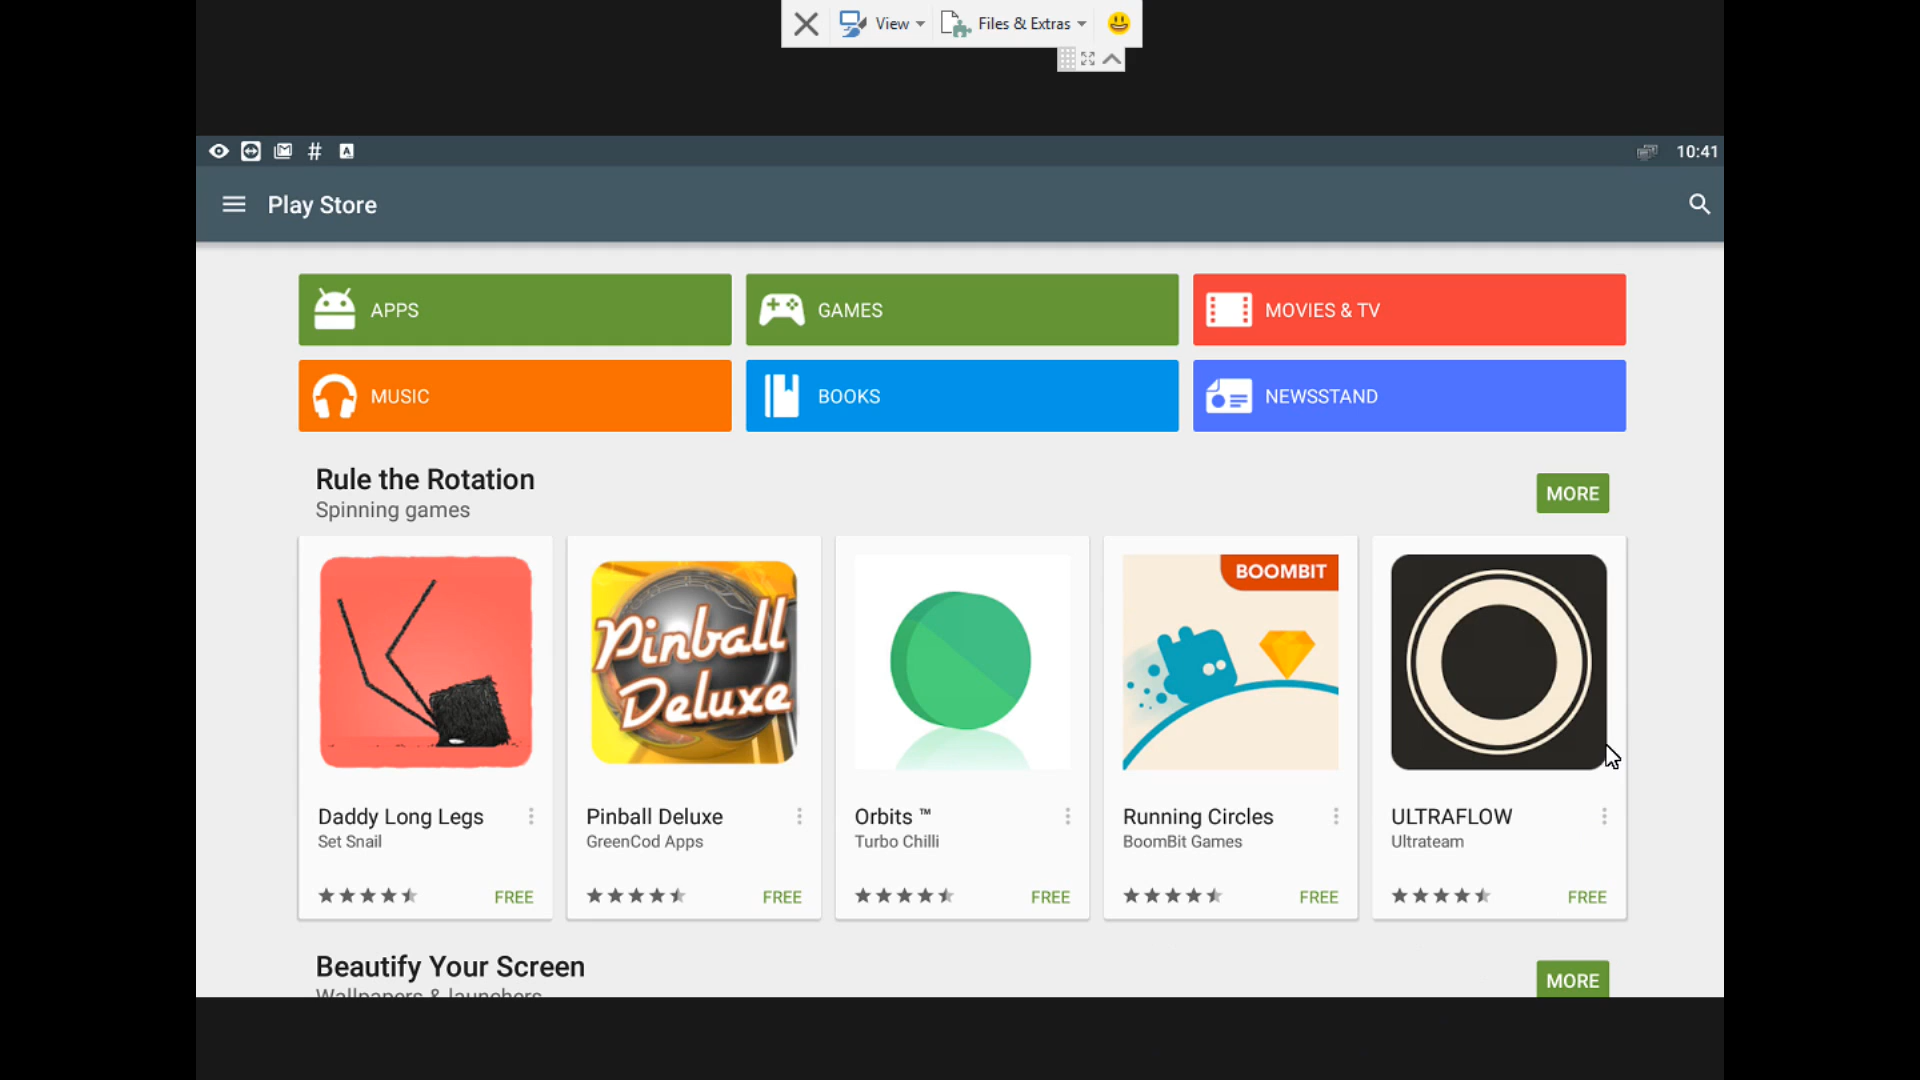 View
Files & Extras
10:41
Play Store
APPS
GAMES
MOVIES & TV
MUSIC
BOOKS
NEWSSTAND
Rule the Rotation
Spinning games
MORE
Pinball
Deluxe
BOOMBIT
Daddy Long Legs
Set Snail
FREE
Pinball Deluxe
GreenCod Apps
FREE
Orbits ™
Turbo Chilli
FREE
Running Circles
BoomBit Games
FREE
ULTRAFLOW
Ultrateam
FREE
Beautify Your Screen
MORE
Wallpapers & launchers